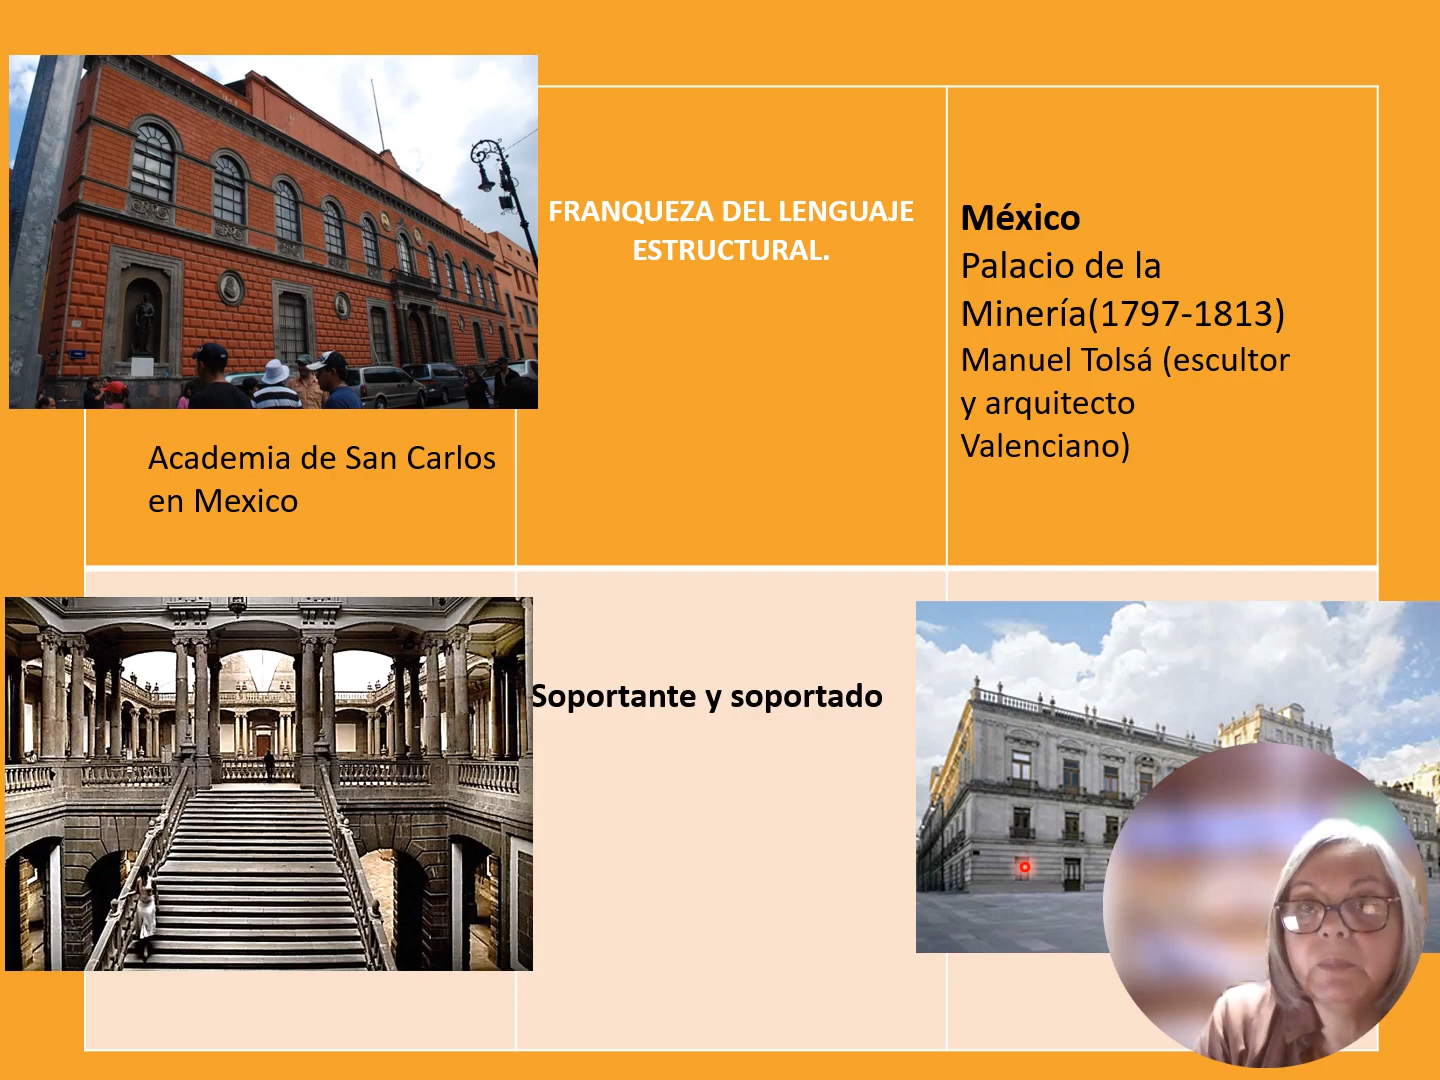 FRANQUEZA DEL LENGUAJE
ESTRUCTURAL.
México
Palacio de la
Minería(1797-1813)
Manuel Tolsá (escultor
y arquitecto
Valenciano)
Academia de San Carlos
en Mexico
Soportante y soportado